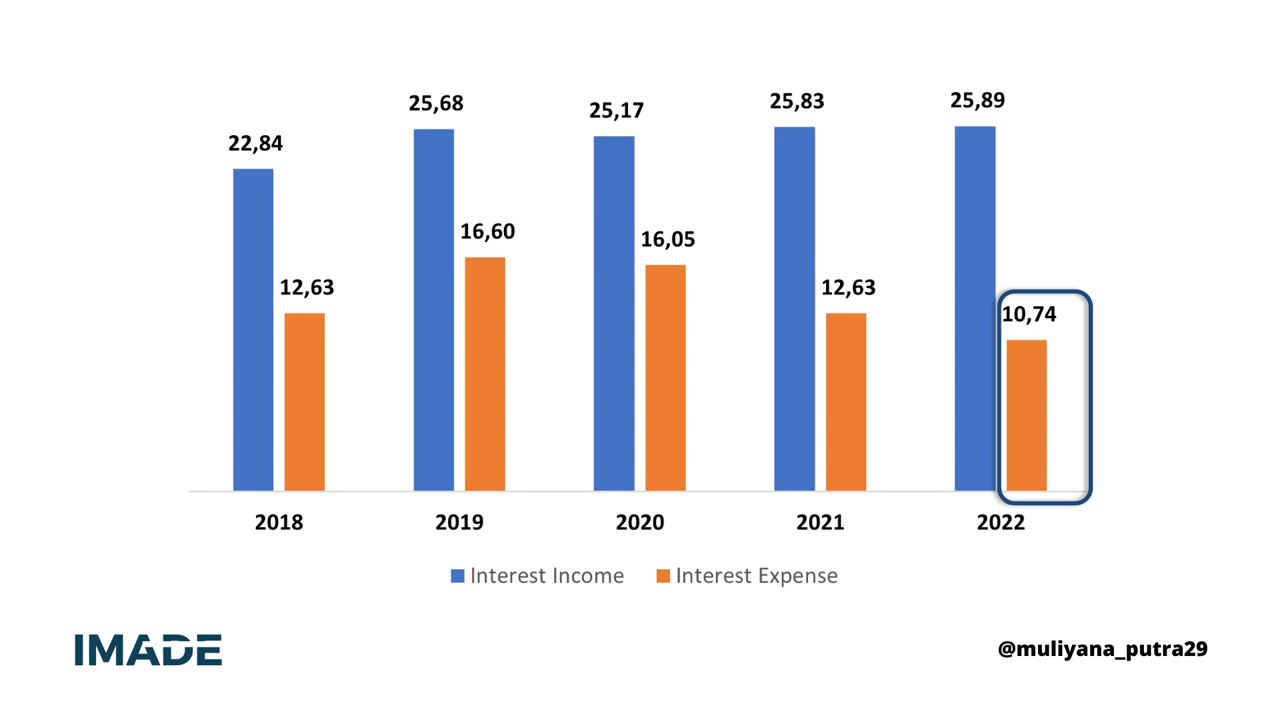 22,84
12,63
25,68
16,60
25,17
16,05
25,83
12,63
25,89
10,74
2018 2019 2020 2021 2022
Interest Income Interest Expense
IMADE
@muliyana_putra29